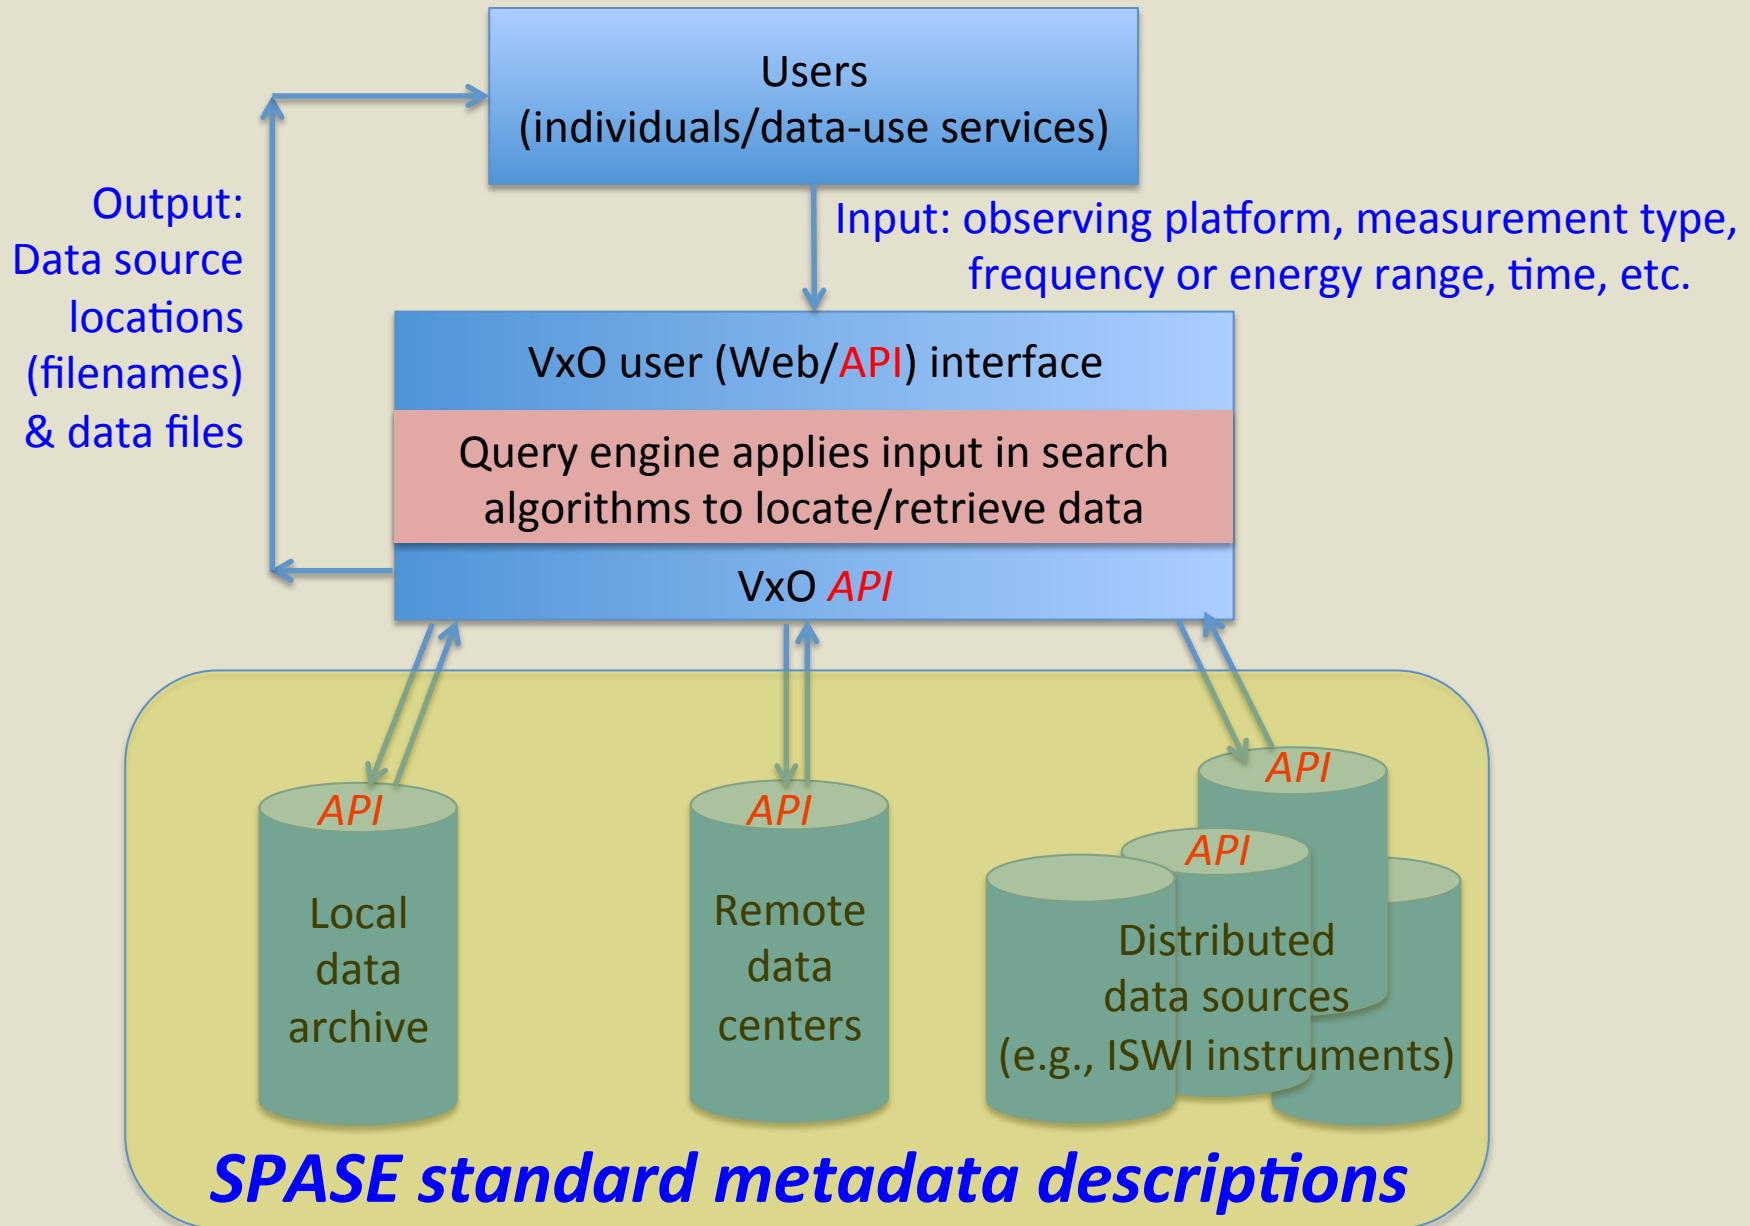 Users
(individuals/data-use services)
Output:
Data source
locations
(filenames)
& data files
Input: observing platform, measurement type,
frequency or energy range, time, etc.
VxO user (Web/API) interface
Query engine applies input in search
algorithms to locate/retrieve data
VxO API
API
Local
data
archive
API
Remote
data
centers
API
API
Distributed
data sources
(e.g., ISWI instruments)
SPASE standard metadata descriptions